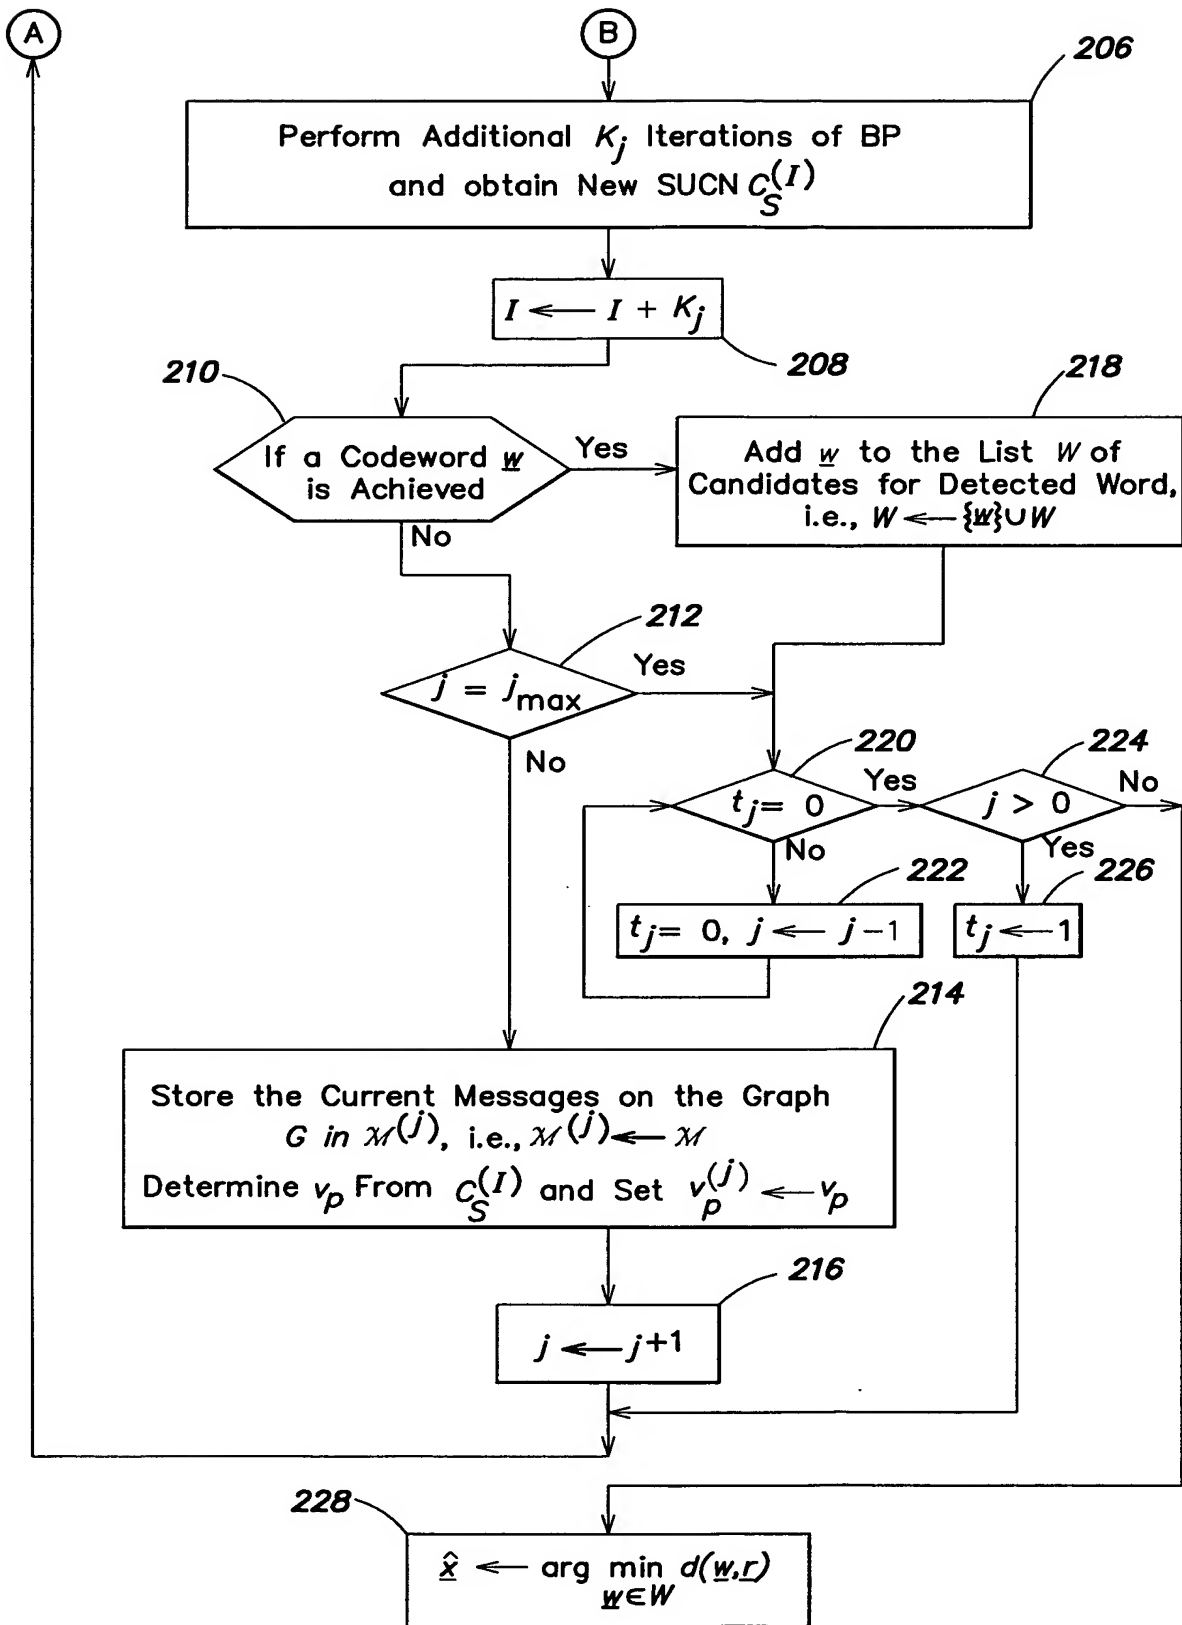 A
B
206
Perform Additional K_j Iterations of BP
and obtain New SUCN C_S^(I)
I ← I + K_j
208
210
218
If a Codeword w
is Achieved
Yes
Add w to the List W of
Candidates for Detected Word,
i.e., W ← {w}∪W
No
212
j = j_max
Yes
No
220
224
t_j = 0
Yes
j > 0
No
No
Yes
222
226
t_j = 0, j ← j-1
t_j ← 1
214
Store the Current Messages on the Graph
G in ℳ^(j), i.e., ℳ^(j) ← ℳ
Determine v_p From C_S^(I) and Set v_p^(j) ← v_p
216
j ← j+1
228
x̂ ← arg min d(w,r)
w∈W